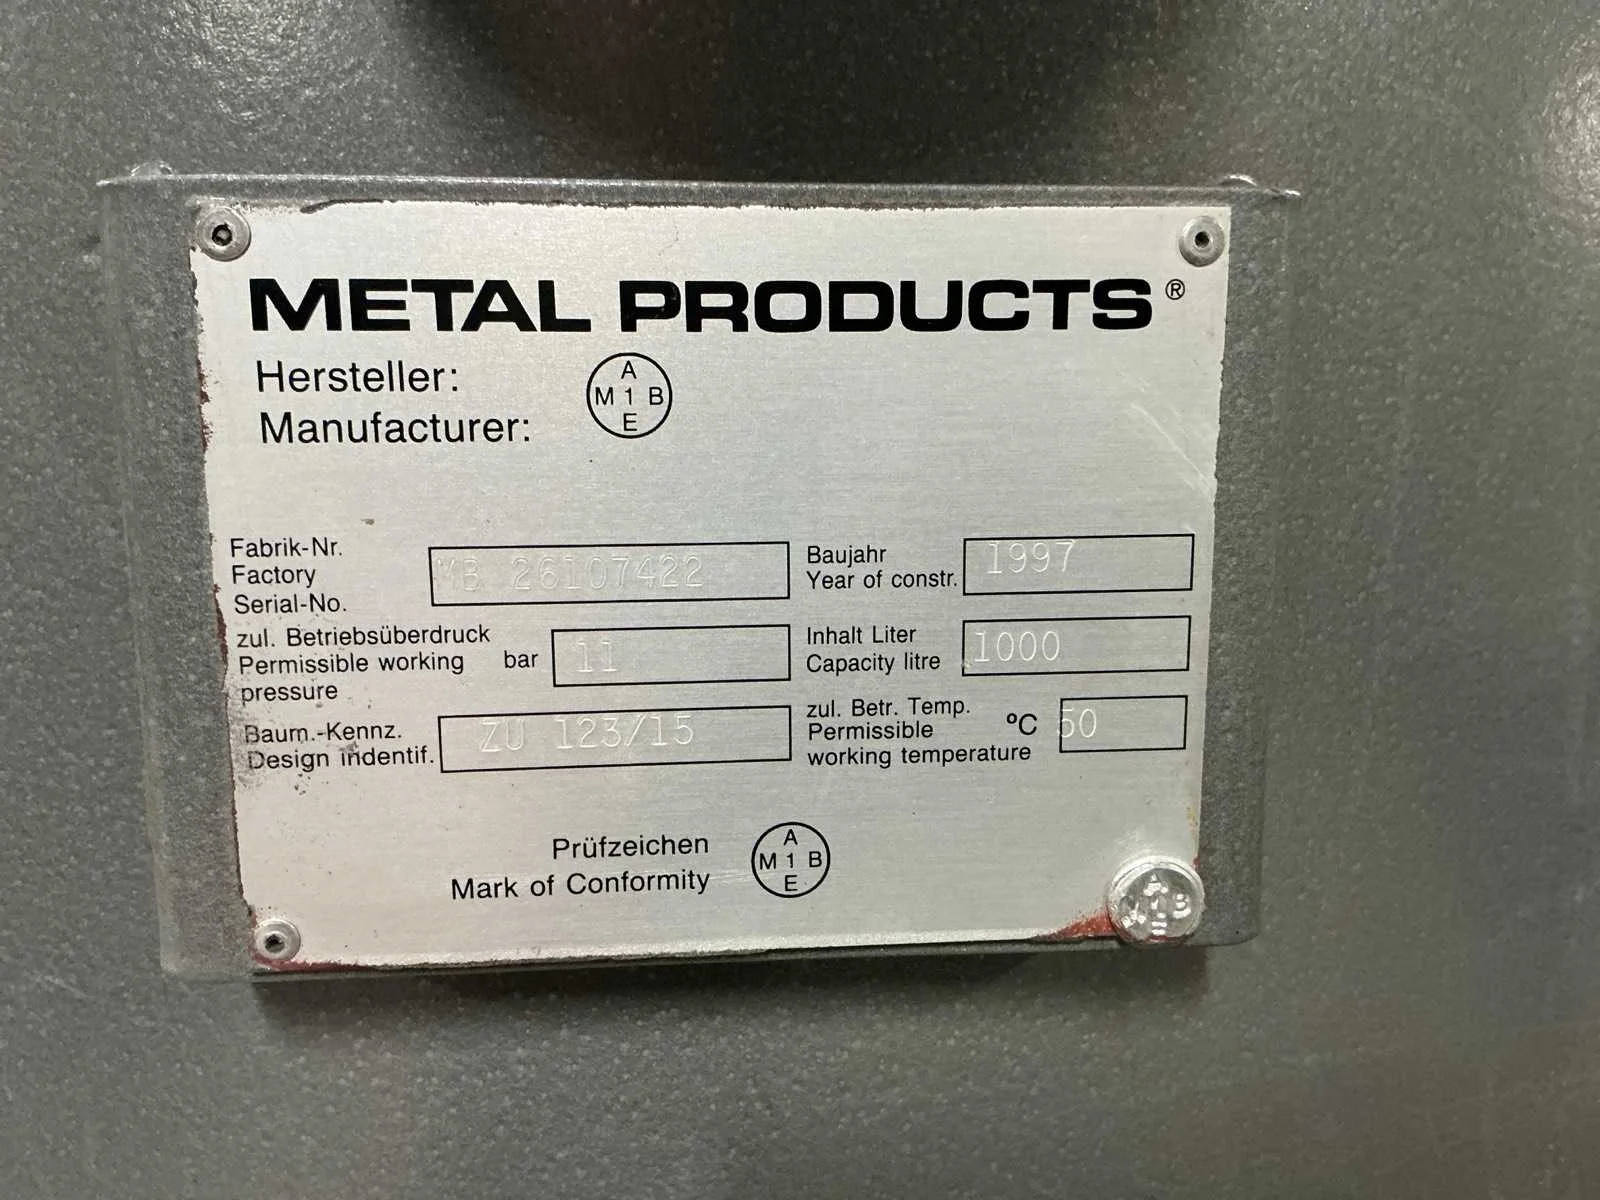 METAL PRODUCTS®
Hersteller:
Manufacturer:
A
M 1 B
E
Fabrik-Nr.
Factory
Serial-No.
MB 26107422
Baujahr
Year of constr.
1997
zul. Betriebsüberdruck
Permissible working bar
pressure
11
Inhalt Liter
Capacity litre
1000
Baum.-Kennz.
Design indentif.
ZU 123/15
zul. Betr. Temp.
Permissible °C
working temperature
50
Prüfzeichen
Mark of Conformity
A
M 1 B
E
A
M 1 B
E